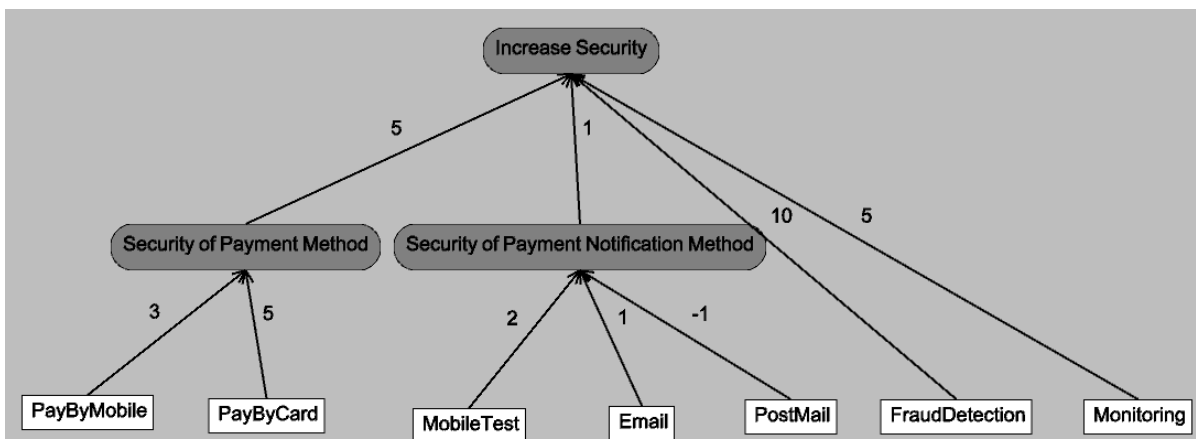 Increase Security
5
1
10
5
Security of Payment Method
Security of Payment Notification Method
3
5
2
1
-1
PayByMobile
PayByCard
MobileTest
Email
PostMail
FraudDetection
Monitoring